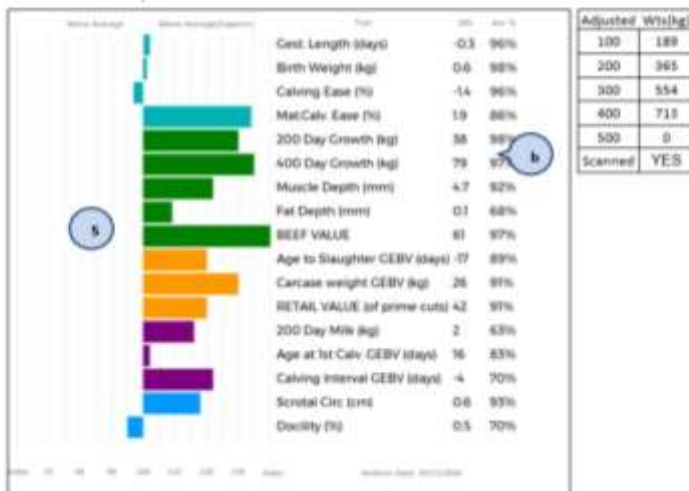 Trait
Acc %
Gest. Length (days) -0.3 96%
Birth Weight (kg) 0.6 98%
Calving Ease (%) -1.4 96%
Mat.Calv. Ease (%) 1.9 86%
200 Day Growth (kg) 38 98%
400 Day Growth (kg) 79 97%
b
Muscle Depth (mm) 4.7 92%
Fat Depth (mm) 0.1 68%
5
BEEF VALUE 61 97%
Age to Slaughter GEBV (days) -17 89%
Carcase weight GEBV (kg) 26 91%
RETAIL VALUE (of prime cuts) 42 91%
200 Day Milk (kg) 2 63%
Age at 1st Calv. GEBV (days) 16 83%
Calving Interval GEBV (days) -4 70%
Scrotal Circ (cm) 0.6 93%
Docility (%) 0.5 70%
Adjusted Wts(kg)
100 189
200 365
300 554
400 713
500 0
Scanned YES